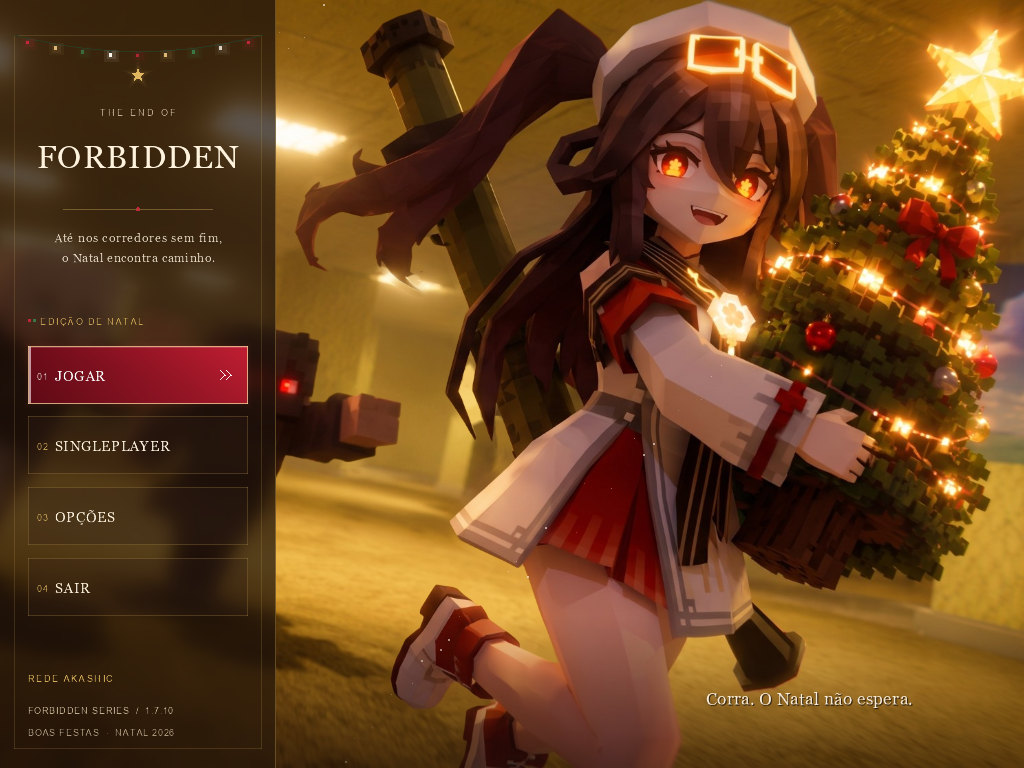 THE END OF
FORBIDDEN
Até nos corredores sem fim,
o Natal encontra caminho.
EDIÇÃO DE NATAL
01 JOGAR
02 SINGLEPLAYER
03 OPÇÕES
04 SAIR
REDE AKASHIC
FORBIDDEN SERIES / 1.7.10
BOAS FESTAS · NATAL 2026
Corra. O Natal não espera.